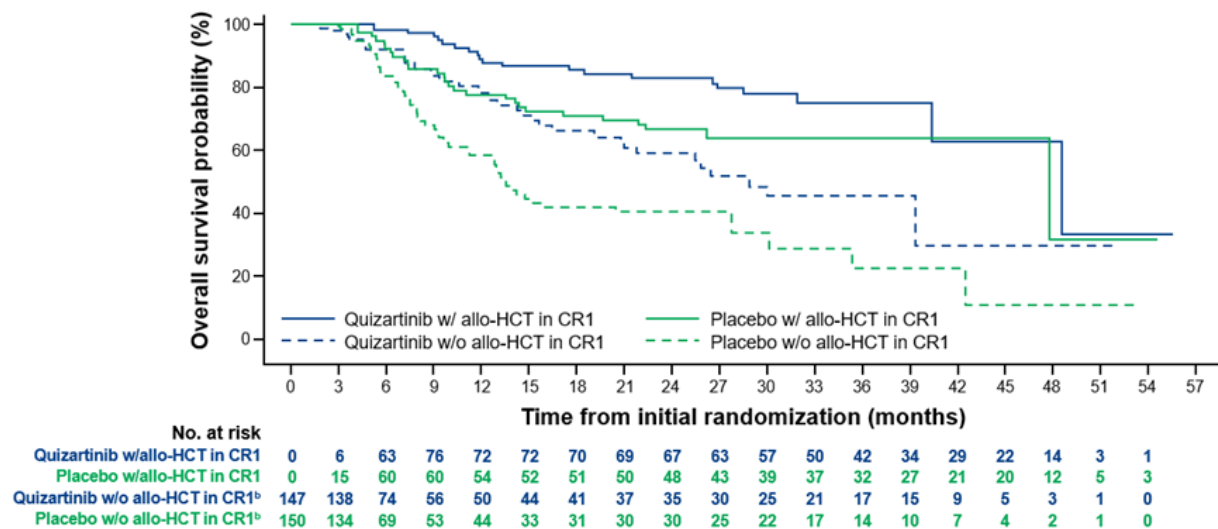 Overall survival probability (%)
100
80
60
40
20
0
Quizartinib w/ allo-HCT in CR1
Placebo w/ allo-HCT in CR1
Quizartinib w/o allo-HCT in CR1
Placebo w/o allo-HCT in CR1
0 3 6 9 12 15 18 21 24 27 30 33 36 39 42 45 48 51 54 57
Time from initial randomization (months)
No. at risk
Quizartinib w/allo-HCT in CR1 0 6 63 76 72 72 70 69 67 63 57 50 42 34 29 22 14 3 1
Placebo w/allo-HCT in CR1 0 15 60 60 54 52 51 50 48 43 39 37 32 27 21 20 12 5 3
Quizartinib w/o allo-HCT in CR1ᵇ 147 138 74 56 50 44 41 37 35 30 25 21 17 15 9 5 3 1 0
Placebo w/o allo-HCT in CR1ᵇ 150 134 69 53 44 33 31 30 30 25 22 17 14 10 7 4 2 1 0